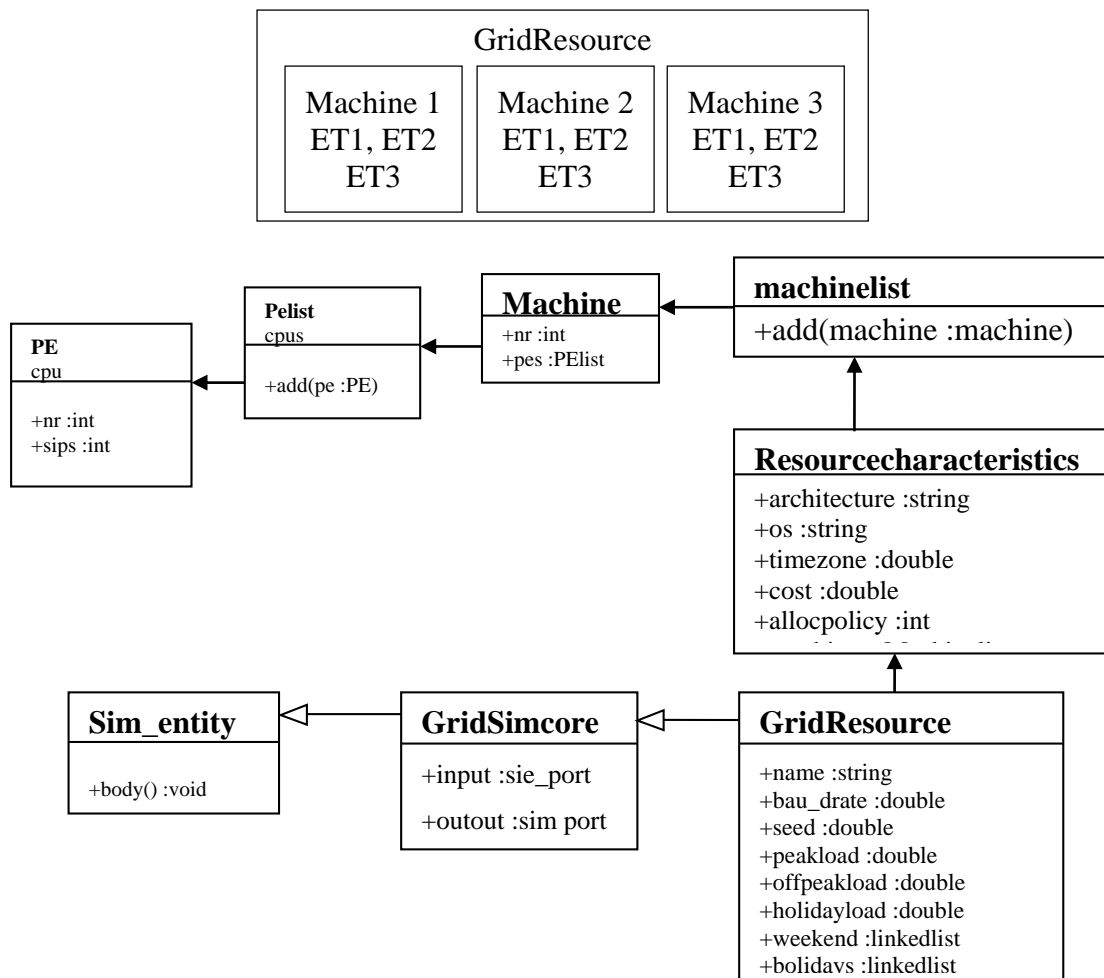 GridResource
Machine 1
ET1, ET2
ET3
Machine 2
ET1, ET2
ET3
Machine 3
ET1, ET2
ET3
PE
cpu
+nr :int
+sips :int
Pelist
cpus
+add(pe :PE)
Machine
+nr :int
+pes :PElist
machinelist
+add(machine :machine)
Resourcecharacteristics
+architecture :string
+os :string
+timezone :double
+cost :double
+allocpolicy :int
Sim_entity
+body() :void
GridSimcore
+input :sie_port
+outout :sim port
GridResource
+name :string
+bau_drate :double
+seed :double
+peakload :double
+offpeakload :double
+holidayload :double
+weekend :linkedlist
+bolidays :linkedlist